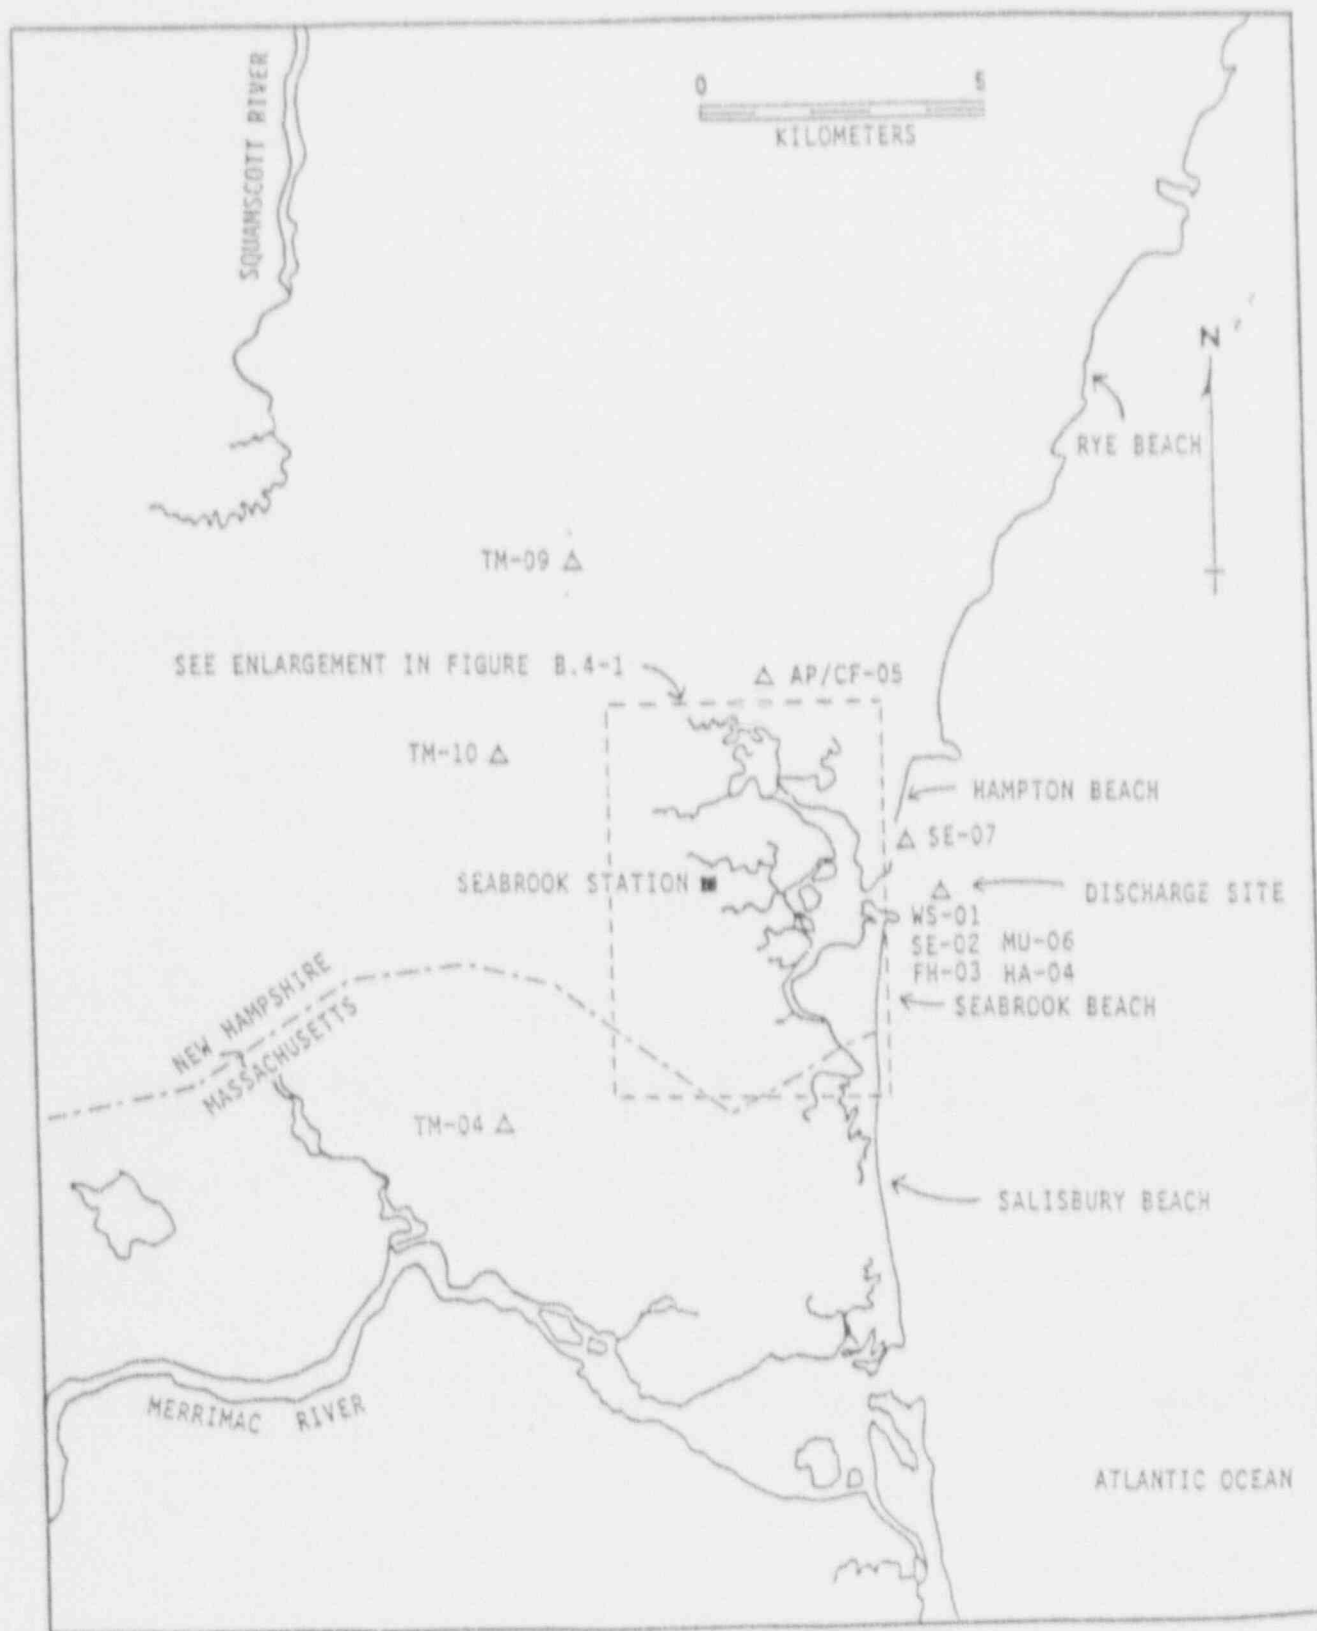 SQUAMSCOTT RIVER
0 5
KILOMETERS
N
RYE BEACH
TM-09
SEE ENLARGEMENT IN FIGURE B.4-1
AP/CF-05
TM-10
HAMPTON BEACH
SE-07
SEABROOK STATION
DISCHARGE SITE
WS-01
SE-02 MU-06
FH-03 HA-04
SEABROOK BEACH
NEW HAMPSHIRE
MASSACHUSETTS
TM-04
SALISBURY BEACH
MERRIMAC RIVER
ATLANTIC OCEAN